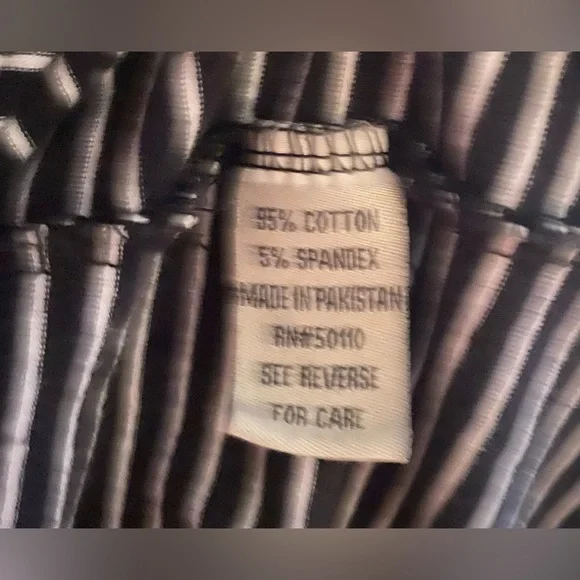 95% COTTON
5% SPANDEX
MADE IN PAKISTAN
RN#50110
SEE REVERSE
FOR CARE